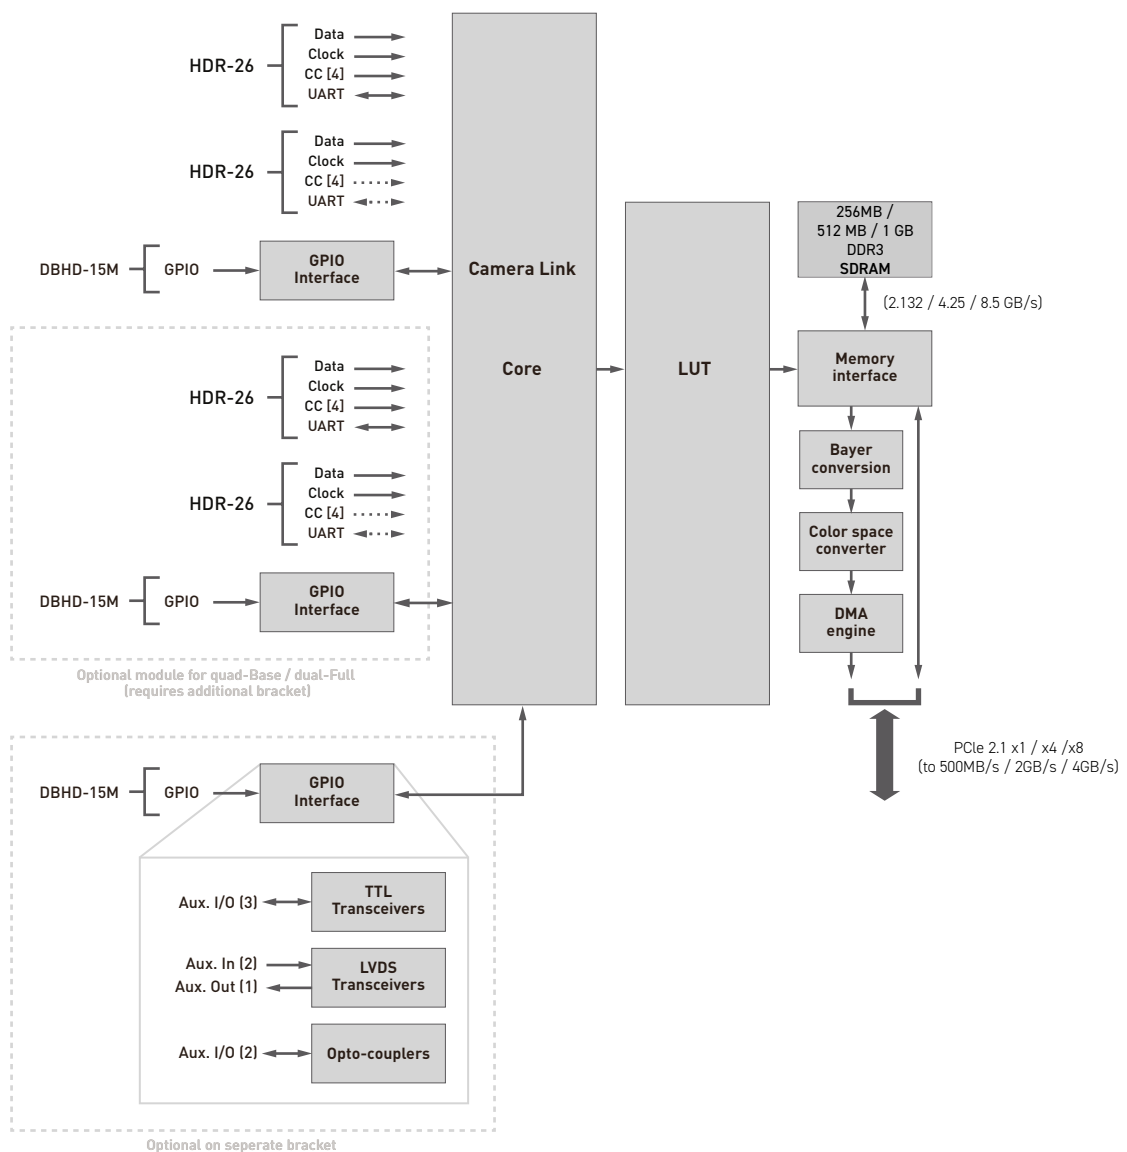 HDR-26
Data
Clock
CC [4]
UART
HDR-26
Data
Clock
CC [4]
UART
DBHD-15M
GPIO
GPIO
Interface
Camera Link
Core
LUT
256MB /
512 MB / 1 GB
DDR3
SDRAM
(2.132 / 4.25 / 8.5 GB/s)
Memory
interface
Bayer
conversion
Color space
converter
DMA
engine
PCIe 2.1 x1 / x4 /x8
(to 500MB/s / 2GB/s / 4GB/s)
HDR-26
Data
Clock
CC [4]
UART
HDR-26
Data
Clock
CC [4]
UART
DBHD-15M
GPIO
GPIO
Interface
Optional module for quad-Base / dual-Full
(requires additional bracket)
DBHD-15M
GPIO
GPIO
Interface
Aux. I/O (3)
TTL
Transceivers
Aux. In (2)
Aux. Out (1)
LVDS
Transceivers
Aux. I/O (2)
Opto-couplers
Optional on seperate bracket